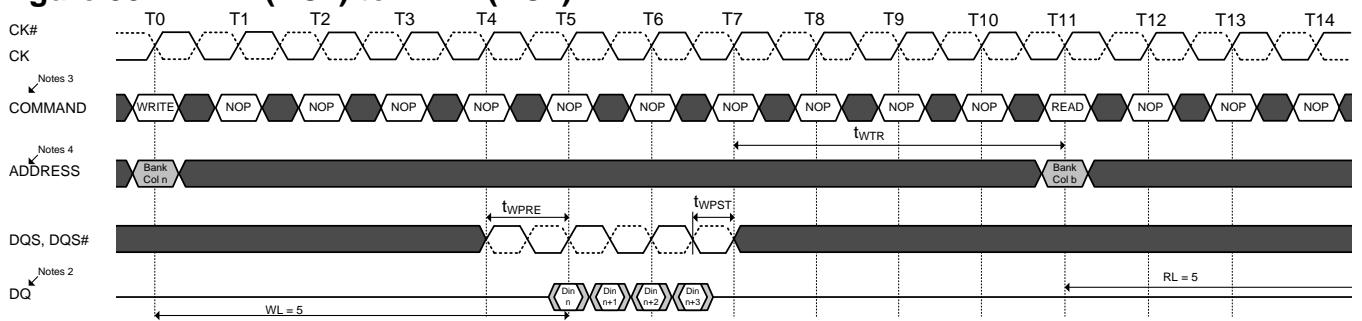 T0 T1 T2 T3 T4 T5 T6 T7 T8 T9 T10 T11 T12 T13 T14
CK#
CK
Notes 3
COMMAND WRITE NOP NOP NOP NOP NOP NOP NOP NOP NOP NOP READ NOP NOP NOP
tWTR
Notes 4
ADDRESS
Bank Bank
Col n Col b
tWPRE tWPST
DQS, DQS#
Notes 2
DQ
Din Din Din Din
n n+1 n+2 n+3
RL = 5
WL = 5